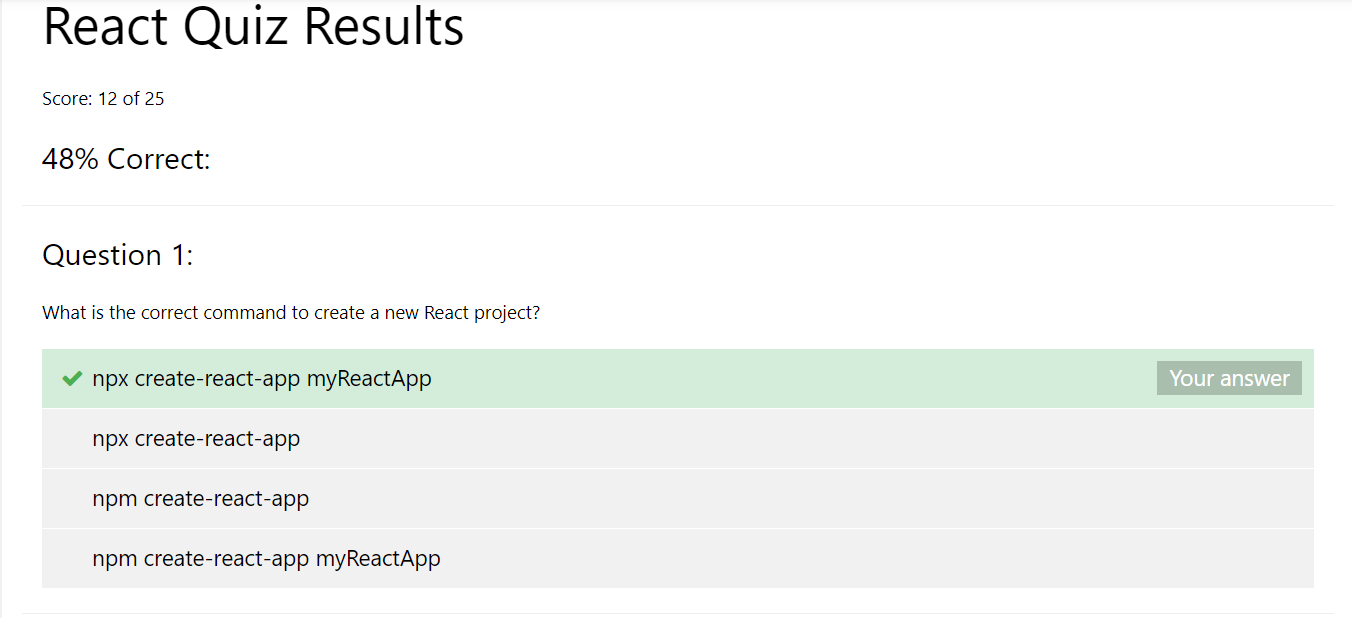 React Quiz Results
Score: 12 of 25
48% Correct:
Question 1:
What is the correct command to create a new React project?
npx create-react-app myReactApp Your answer
npx create-react-app
npm create-react-app
npm create-react-app myReactApp